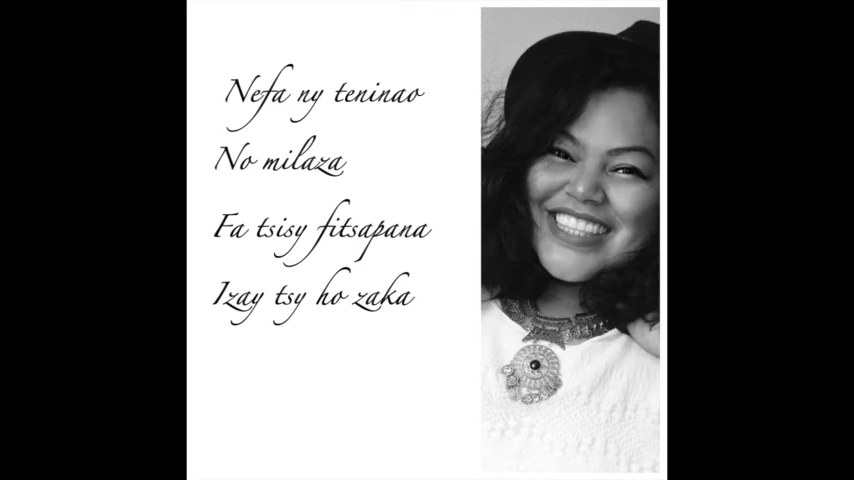 Nefa ny teninao
No milaza
Fa tsisy fitsapana
Izay tsy ho zaka